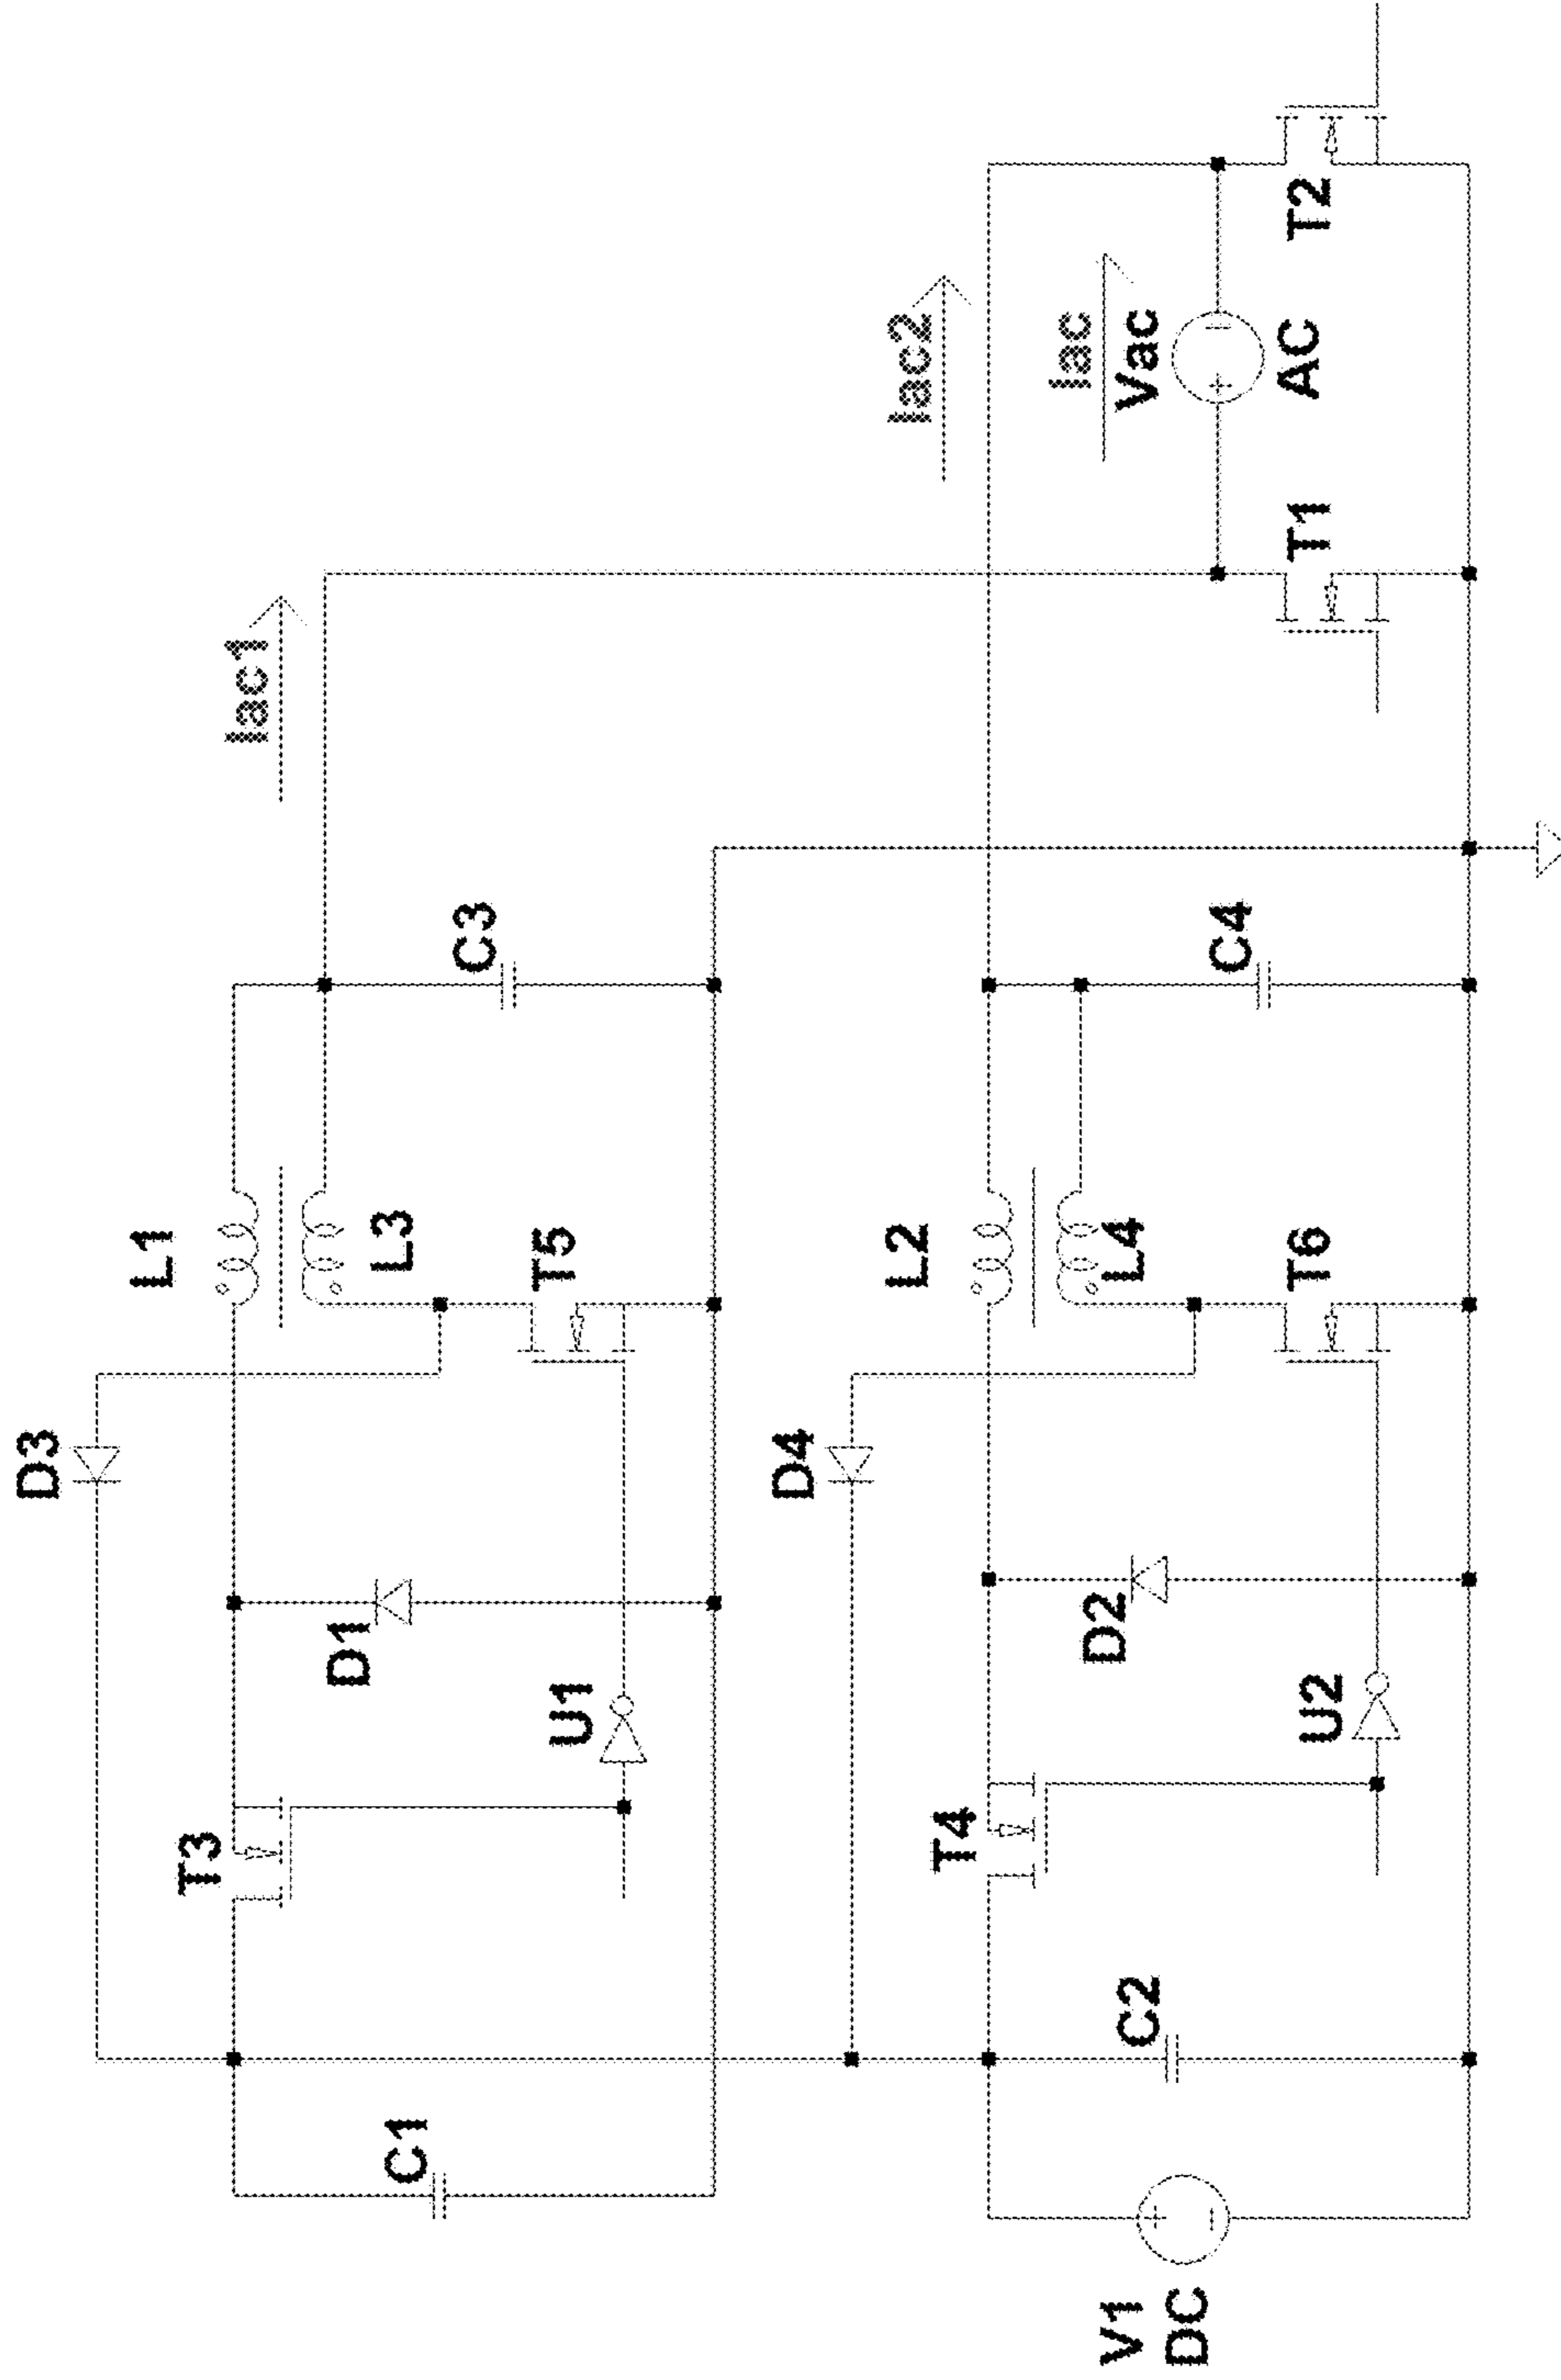 D3
L1
Iac1
T3
D1
L3
C1
U1
T5
C3
D4
L2
Iac2
T4
D2
L4
Iac
Vac
C2
C4
V1
DC
U2
T6
T1
AC
T2